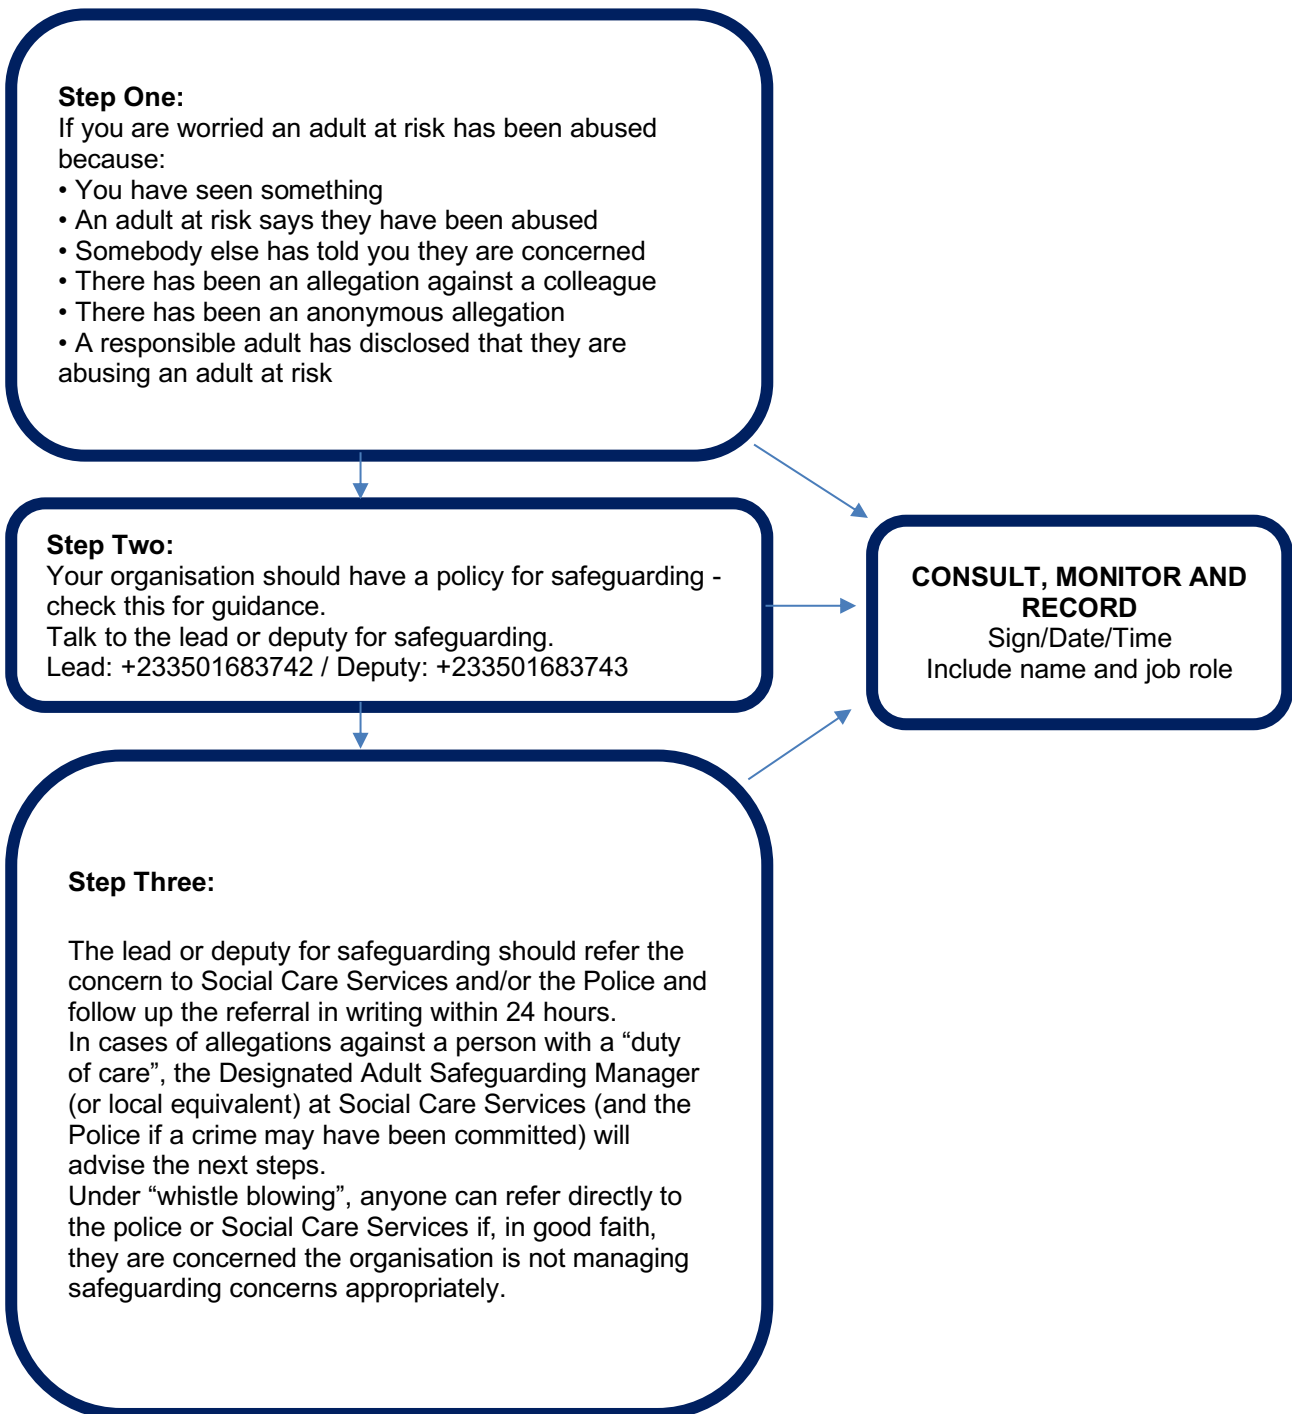 Step One:
If you are worried an adult at risk has been abused
because:
• You have seen something
• An adult at risk says they have been abused
• Somebody else has told you they are concerned
• There has been an allegation against a colleague
• There has been an anonymous allegation
• A responsible adult has disclosed that they are
abusing an adult at risk
Step Two:
Your organisation should have a policy for safeguarding -
check this for guidance.
Talk to the lead or deputy for safeguarding.
Lead: +233501683742 / Deputy: +233501683743
CONSULT, MONITOR AND
RECORD
Sign/Date/Time
Include name and job role
Step Three:
The lead or deputy for safeguarding should refer the
concern to Social Care Services and/or the Police and
follow up the referral in writing within 24 hours.
In cases of allegations against a person with a “duty
of care”, the Designated Adult Safeguarding Manager
(or local equivalent) at Social Care Services (and the
Police if a crime may have been committed) will
advise the next steps.
Under “whistle blowing”, anyone can refer directly to
the police or Social Care Services if, in good faith,
they are concerned the organisation is not managing
safeguarding concerns appropriately.